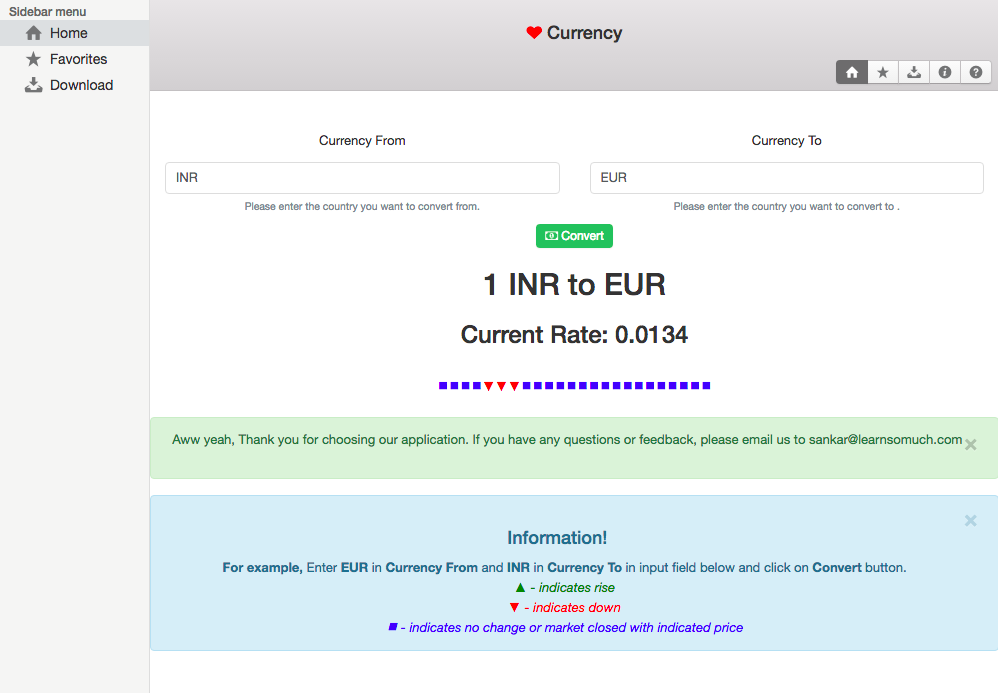 Sidebar menu
Home
Favorites
Download
Currency
Currency From
Currency To
INR
EUR
Please enter the country you want to convert from.
Please enter the country you want to convert to .
Convert
1 INR to EUR
Current Rate: 0.0134
■■■■▼▼▼■■■■■■■■■■■■■■■■■
Aww yeah, Thank you for choosing our application. If you have any questions or feedback, please email us to sankar@learnsomuch.com ×
×
Information!
For example, Enter EUR in Currency From and INR in Currency To in input field below and click on Convert button.
▲ - indicates rise
▼ - indicates down
■ - indicates no change or market closed with indicated price